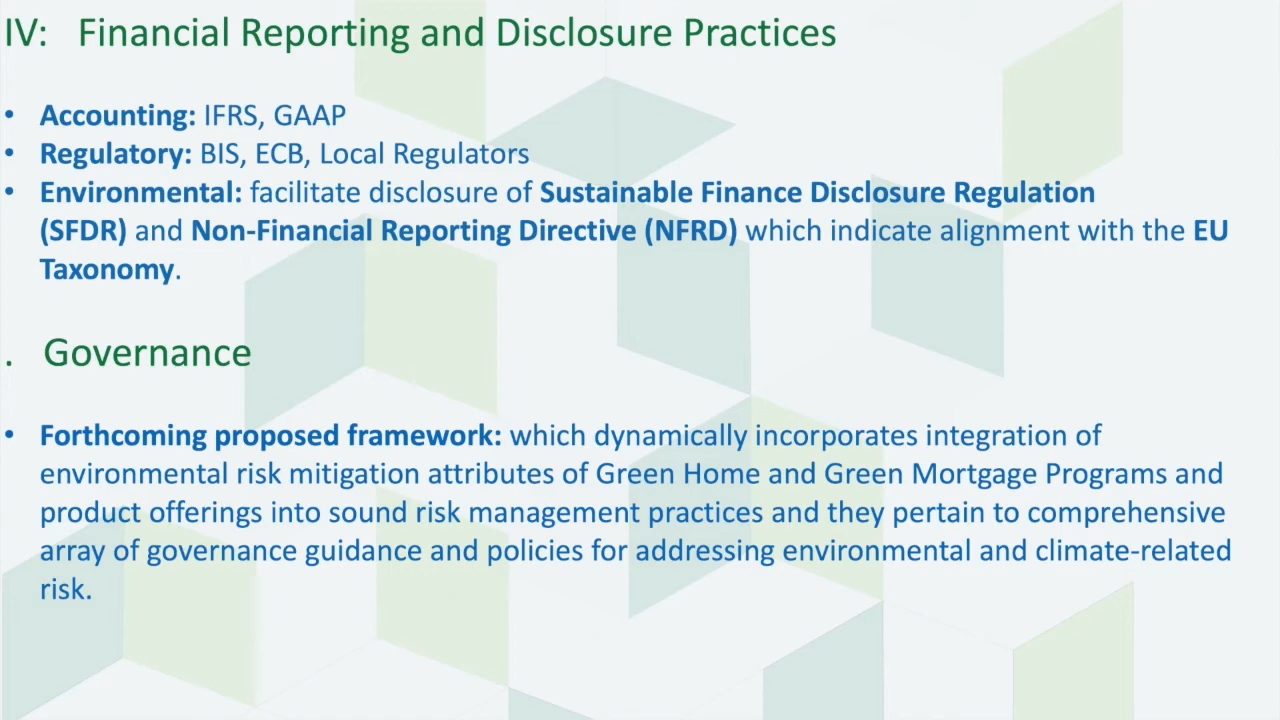 IV: Financial Reporting and Disclosure Practices
• Accounting: IFRS, GAAP
• Regulatory: BIS, ECB, Local Regulators
• Environmental: facilitate disclosure of Sustainable Finance Disclosure Regulation
(SFDR) and Non-Financial Reporting Directive (NFRD) which indicate alignment with the EU
Taxonomy.
. Governance
• Forthcoming proposed framework: which dynamically incorporates integration of
environmental risk mitigation attributes of Green Home and Green Mortgage Programs and
product offerings into sound risk management practices and they pertain to comprehensive
array of governance guidance and policies for addressing environmental and climate-related
risk.